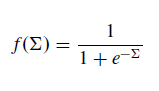 f(Σ) = 1 / (1 + e^{−Σ})